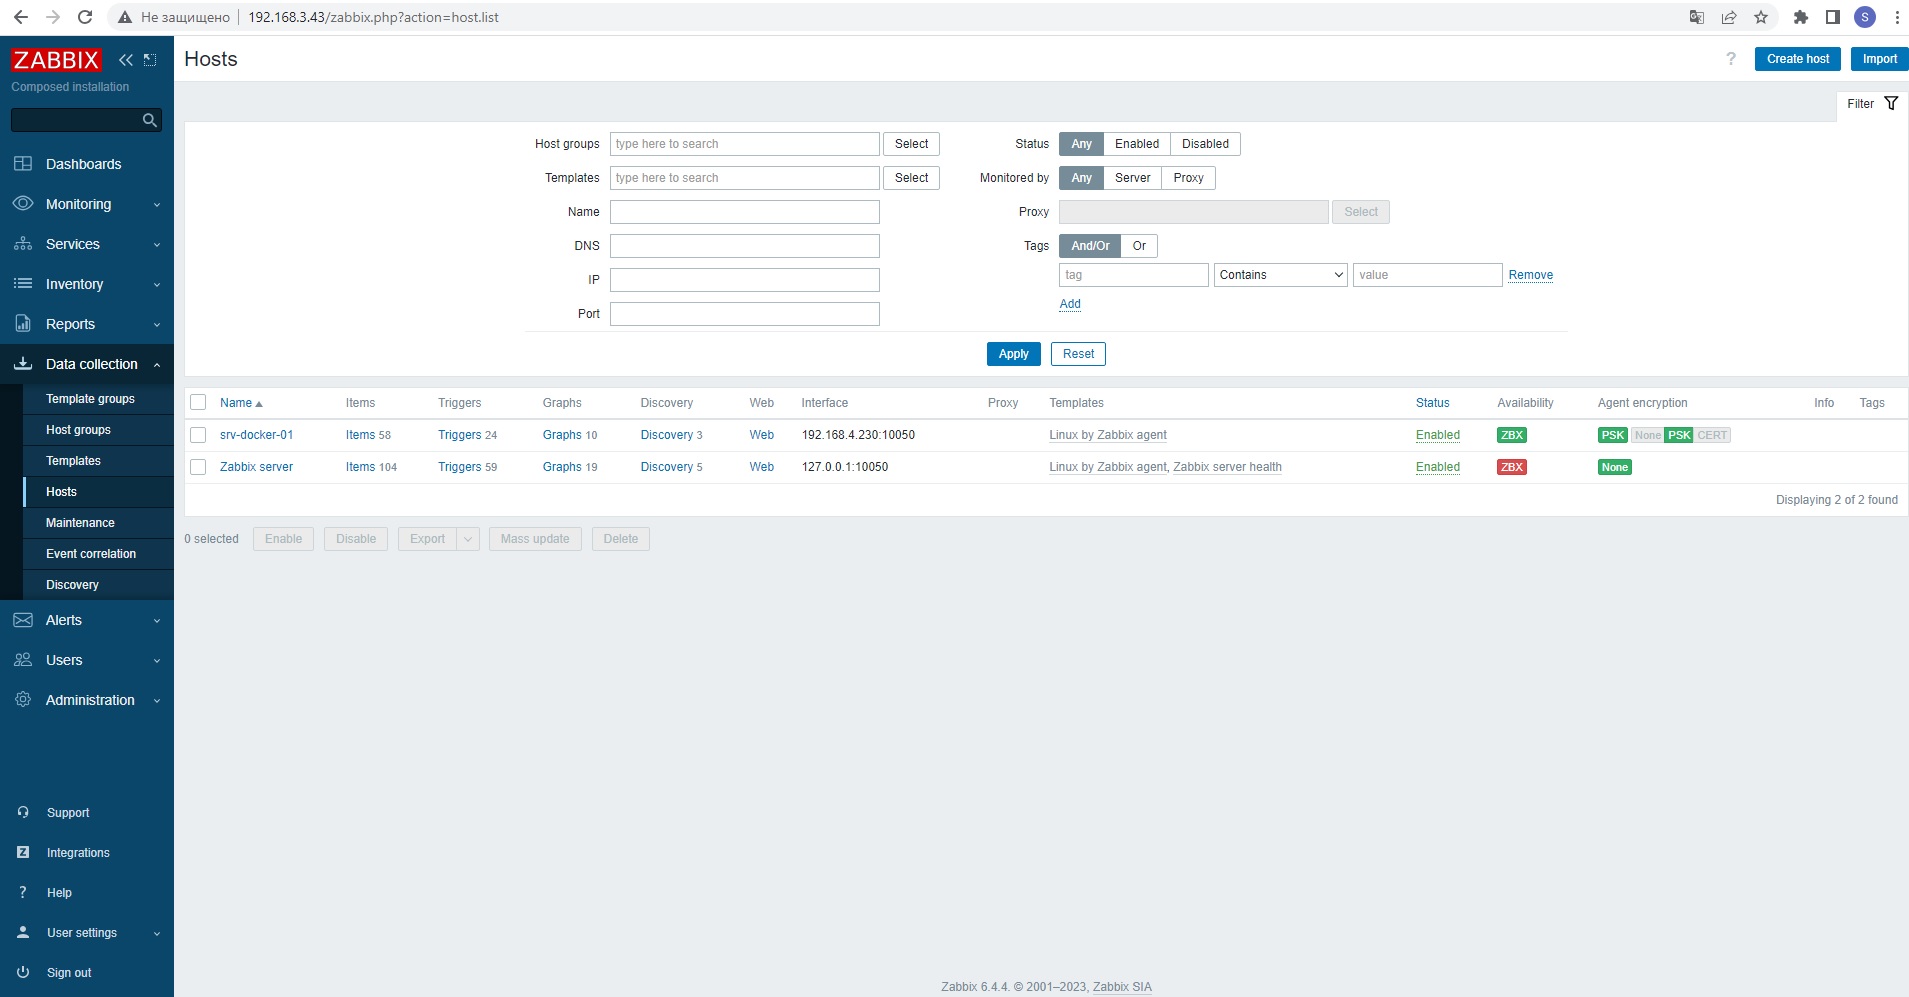 Не защищено 192.168.3.43/zabbix.php?action=host.list S
ZABBIX
Composed installation
Dashboards
Monitoring
Services
Inventory
Reports
Data collection
Template groups
Host groups
Templates
Hosts
Maintenance
Event correlation
Discovery
Alerts
Users
Administration
Support
Integrations
Help
User settings
Sign out
Hosts ? Create host Import
Filter
Host groups type here to search Select Status Any Enabled Disabled
Templates type here to search Select Monitored by Any Server Proxy
Name Proxy Select
DNS Tags And/Or Or
IP tag Contains value Remove
Add
Port
Apply Reset
Name Items Triggers Graphs Discovery Web Interface Proxy Templates Status Availability Agent encryption Info Tags
srv-docker-01 Items 58 Triggers 24 Graphs 10 Discovery 3 Web 192.168.4.230:10050 Linux by Zabbix agent Enabled ZBX PSK None PSK CERT
Zabbix server Items 104 Triggers 59 Graphs 19 Discovery 5 Web 127.0.0.1:10050 Linux by Zabbix agent, Zabbix server health Enabled ZBX None
Displaying 2 of 2 found
0 selected Enable Disable Export Mass update Delete
Zabbix 6.4.4. © 2001–2023, Zabbix SIA